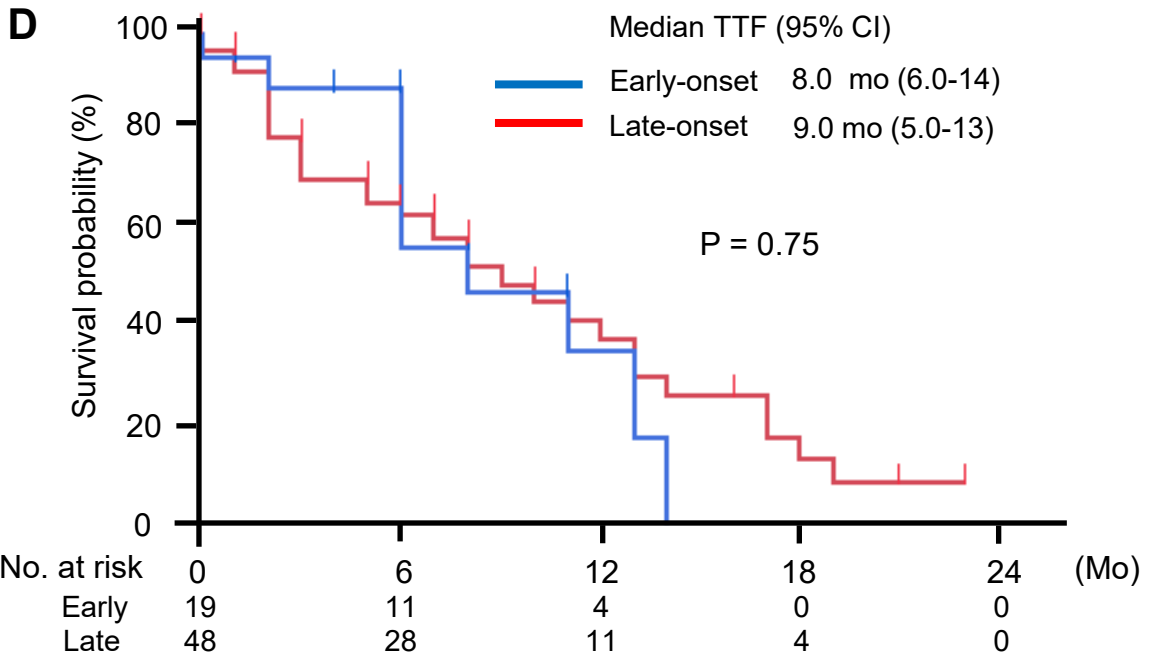 D
Median TTF (95% CI)
Early-onset 8.0 mo (6.0-14)
Late-onset 9.0 mo (5.0-13)
P = 0.75
Survival probability (%)
100
80
60
40
20
0
No. at risk 0 6 12 18 24 (Mo)
Early 19 11 4 0 0
Late 48 28 11 4 0